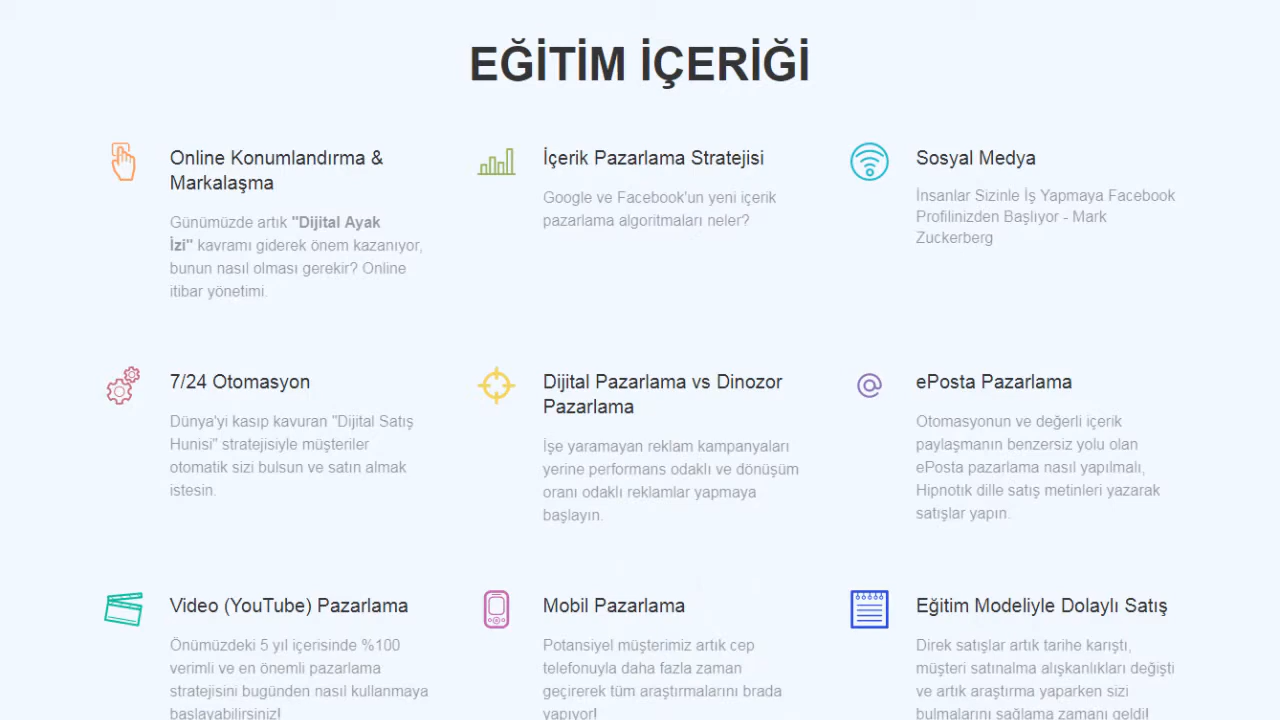 EĞİTİM İÇERİĞİ
Online Konumlandırma &
Markalaşma
Günümüzde artık "Dijital Ayak
İzi" kavramı giderek önem kazanıyor,
bunun nasıl olması gerekir? Online
itibar yönetimi.
İçerik Pazarlama Stratejisi
Google ve Facebook'un yeni içerik
pazarlama algoritmaları neler?
Sosyal Medya
İnsanlar Sizinle İş Yapmaya Facebook
Profilinizden Başlıyor - Mark
Zuckerberg
7/24 Otomasyon
Dünya'yi kasıp kavuran "Dijital Satış
Hunisi" stratejisiyle müşteriler
otomatik sizi bulsun ve satın almak
istesin.
Dijital Pazarlama vs Dinozor
Pazarlama
İşe yaramayan reklam kampanyaları
yerine performans odaklı ve dönüşüm
oranı odaklı reklamlar yapmaya
başlayın.
ePosta Pazarlama
Otomasyonun ve değerli içerik
paylaşmanın benzersiz yolu olan
ePosta pazarlama nasıl yapılmalı,
Hipnotik dille satış metinleri yazarak
satışlar yapın.
Video (YouTube) Pazarlama
Önümüzdeki 5 yıl içerisinde %100
verimli ve en önemli pazarlama
stratejisini bugünden nasıl kullanmaya
başlayabilirsiniz!
Mobil Pazarlama
Potansiyel müşterimiz artık cep
telefonuyla daha fazla zaman
geçirerek tüm araştırmalarını brada
yapıyor!
Eğitim Modeliyle Dolaylı Satış
Direk satışlar artık tarihe karıştı,
müşteri satınalma alışkanlıkları değişti
ve artık araştırma yaparken sizi
bulmalarını sağlama zamanı geldi!